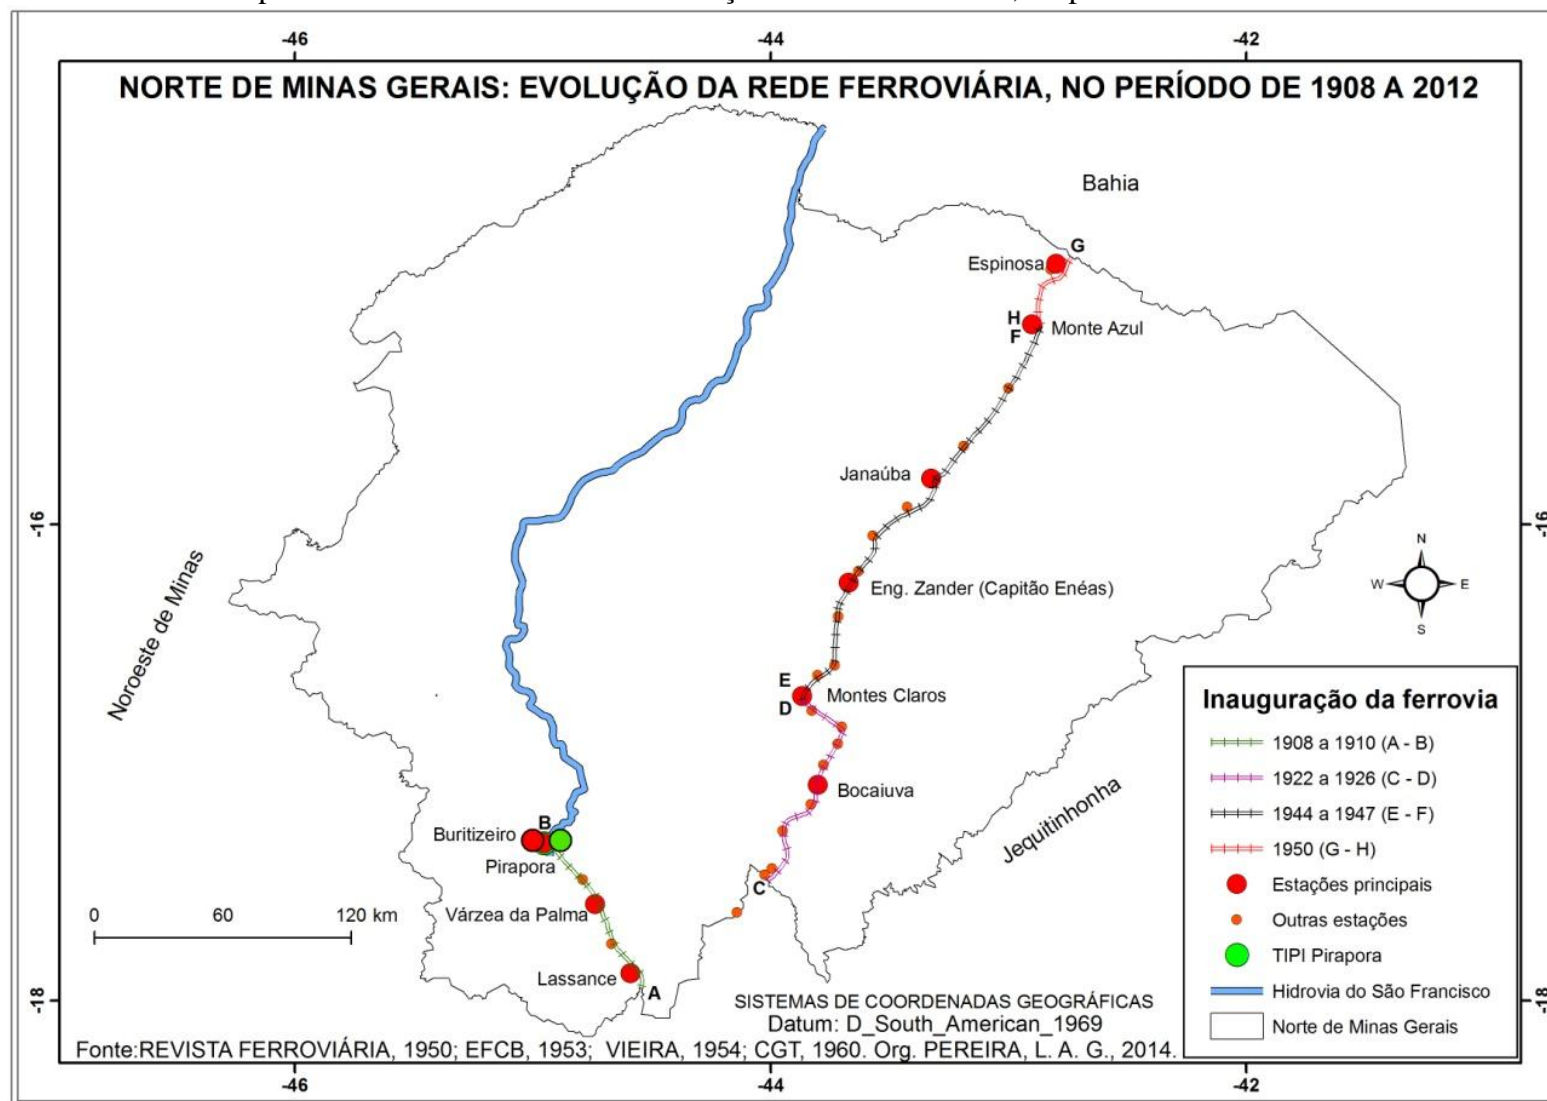 -46
-44
-42
NORTE DE MINAS GERAIS: EVOLUÇÃO DA REDE FERROVIÁRIA, NO PERÍODO DE 1908 A 2012
Bahia
G
Espinosa
H
F
Monte Azul
Janaúba
-16
-16
Noroeste de Minas
Eng. Zander (Capitão Enéas)
N
W
E
S
E
D
Montes Claros
Bocaiuva
Jequitinhonha
Buritizeiro
B
Pirapora
C
Várzea da Palma
Lassance
A
0
60
120 km
Inauguração da ferrovia
1908 a 1910 (A - B)
1922 a 1926 (C - D)
1944 a 1947 (E - F)
1950 (G - H)
Estações principais
Outras estações
TIPI Pirapora
Hidrovia do São Francisco
Norte de Minas Gerais
-18
-18
SISTEMAS DE COORDENADAS GEOGRÁFICAS
Datum: D_South_American_1969
Fonte:REVISTA FERROVIÁRIA, 1950; EFCB, 1953; VIEIRA, 1954; CGT, 1960. Org. PEREIRA, L. A. G., 2014.
-46
-44
-42